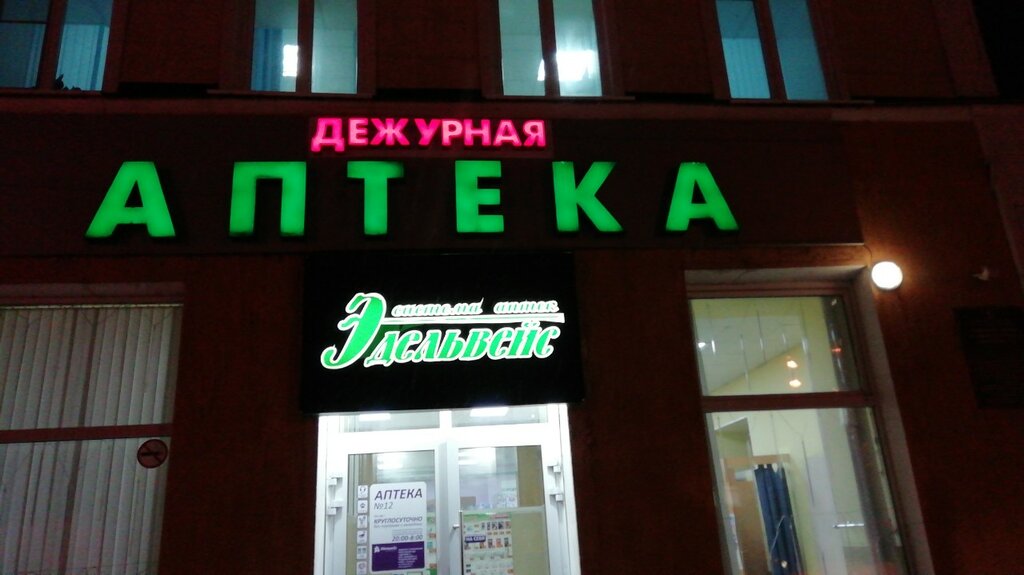 ДЕЖУРНАЯ
АПТЕКА
система аптек
Эдельвейс
АПТЕКА
№12
КРУГЛОСУТОЧНО
20:00-8:00